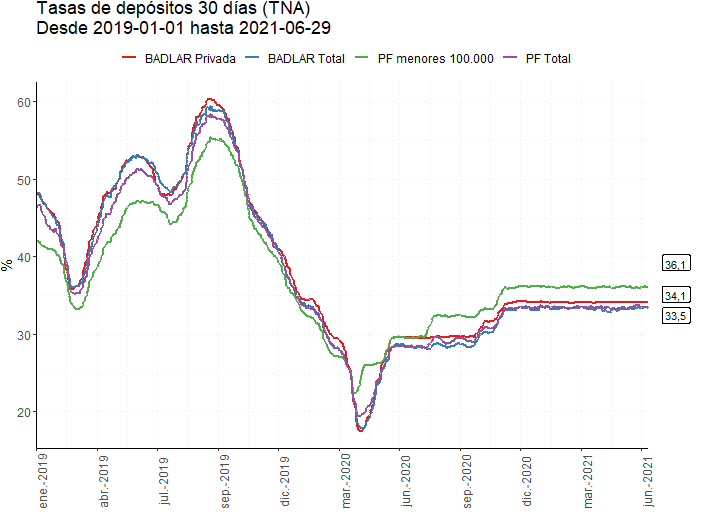 Tasas de depósitos 30 días (TNA)
Desde 2019-01-01 hasta 2021-06-29
BADLAR Privada BADLAR Total PF menores 100.000 PF Total
%
60
50
40
30
20
36,1
34,1
33,5
ene.-2019 abr.-2019 jul.-2019 sep.-2019 dic.-2019 mar.-2020 jun.-2020 sep.-2020 dic.-2020 mar.-2021 jun.-2021